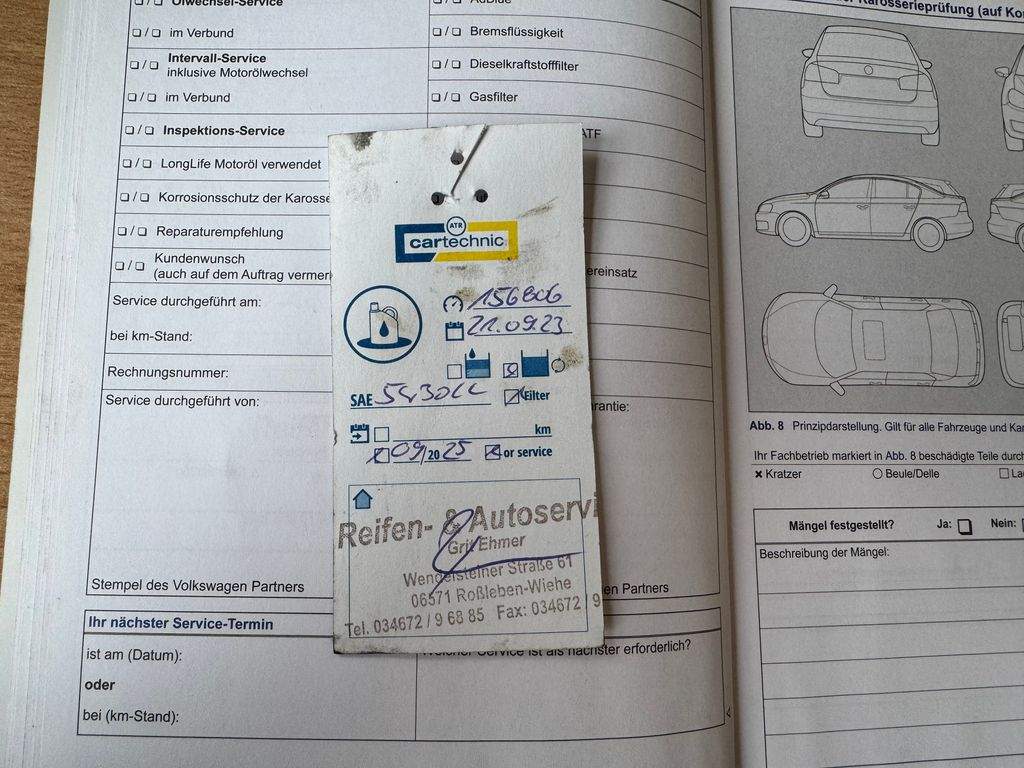 Ölwechsel-Service
❏ / ❏ im Verbund
❏ / ❏ Intervall-Service
inklusive Motorölwechsel
❏ / ❏ im Verbund
❏ / ❏ Inspektions-Service
❏ / ❏ LongLife Motoröl verwendet
❏ / ❏ Korrosionsschutz der Karosse
❏ / ❏ Reparaturempfehlung
❏ / ❏ Kundenwunsch
(auch auf dem Auftrag vermer
Service durchgeführt am:
bei km-Stand:
Rechnungsnummer:
Service durchgeführt von:
Stempel des Volkswagen Partners
Ihr nächster Service-Termin
ist am (Datum):
oder
bei (km-Stand):
❏ / ❏ AdBlue
❏ / ❏ Bremsflüssigkeit
❏ / ❏ Dieselkraftstofffilter
❏ / ❏ Gasfilter
ATF
ereinsatz
rantie:
en Partners
Welcher Service ist als nächster erforderlich?
ATR
cartechnic
156806
21.09.23
SAE 5W30LL Filter
km
09/2025 or service
Reifen- & Autoservi
Grit Ehmer
Wendelsteiner Straße 61
06571 Roßleben-Wiehe
Tel. 034672 / 9 68 85 Fax: 034672 / 9
Karosserieprüfung (auf Ko
Abb. 8 Prinzipdarstellung. Gilt für alle Fahrzeuge und Ka
Ihr Fachbetrieb markiert in Abb. 8 beschädigte Teile durch
✗ Kratzer ○ Beule/Delle ❏ La
Mängel festgestellt? Ja: ❏ Nein:
Beschreibung der Mängel: